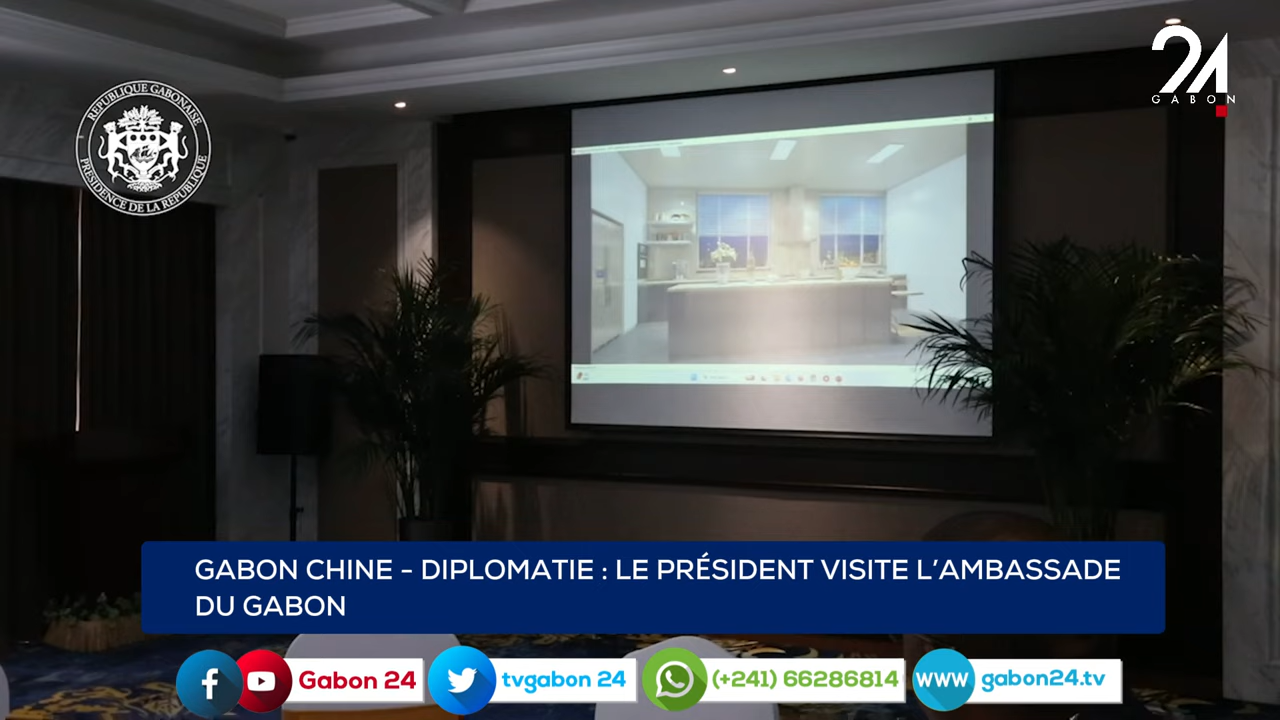 REPUBLIQUE GABONAISE
PRESIDENCE DE LA REPUBLIQUE
24
GABON
GABON CHINE - DIPLOMATIE : LE PRÉSIDENT VISITE L'AMBASSADE
DU GABON
Gabon 24
tvgabon 24
(+241) 66286814
www
gabon24.tv